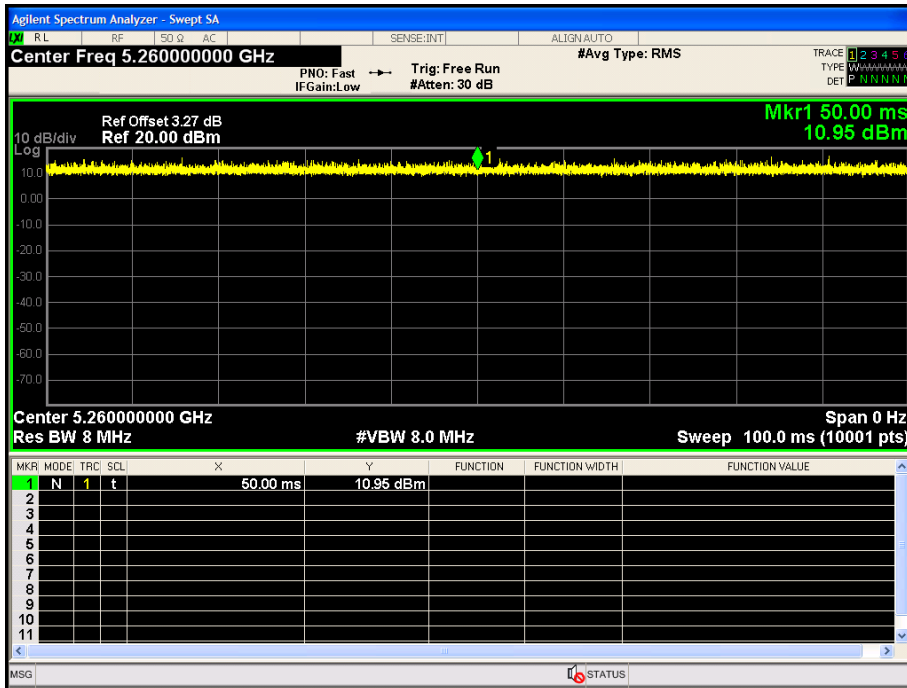 Agilent Spectrum Analyzer - Swept SA
LXI RL RF 50 Ω AC SENSE:INT ALIGN AUTO
Center Freq 5.260000000 GHz
PNO: Fast
IFGain:Low
Trig: Free Run
#Atten: 30 dB
#Avg Type: RMS
TRACE 1 2 3 4 5 6
TYPE
DET P N N N N N
Mkr1 50.00 ms
10.95 dBm
Ref Offset 3.27 dB
10 dB/div Ref 20.00 dBm
Log
1
10.0
0.00
-10.0
-20.0
-30.0
-40.0
-50.0
-60.0
-70.0
Center 5.260000000 GHz Span 0 Hz
Res BW 8 MHz #VBW 8.0 MHz Sweep 100.0 ms (10001 pts)
MKR MODE TRC SCL X Y FUNCTION FUNCTION WIDTH FUNCTION VALUE
1 N 1 t 50.00 ms 10.95 dBm
2
3
4
5
6
7
8
9
10
11
MSG STATUS